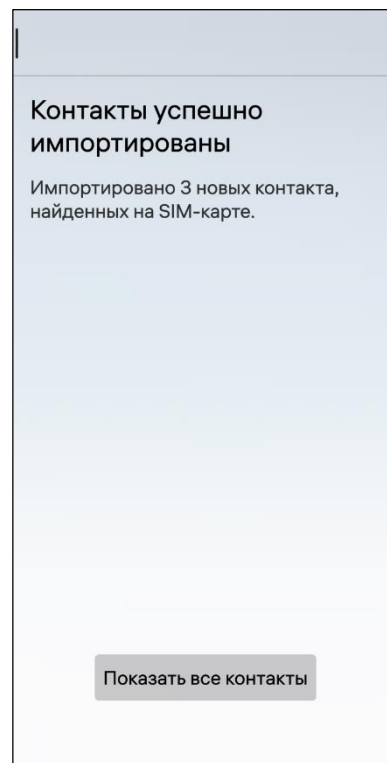 Контакты успешно
импортированы
Импортировано 3 новых контакта,
найденных на SIM-карте.
Показать все контакты